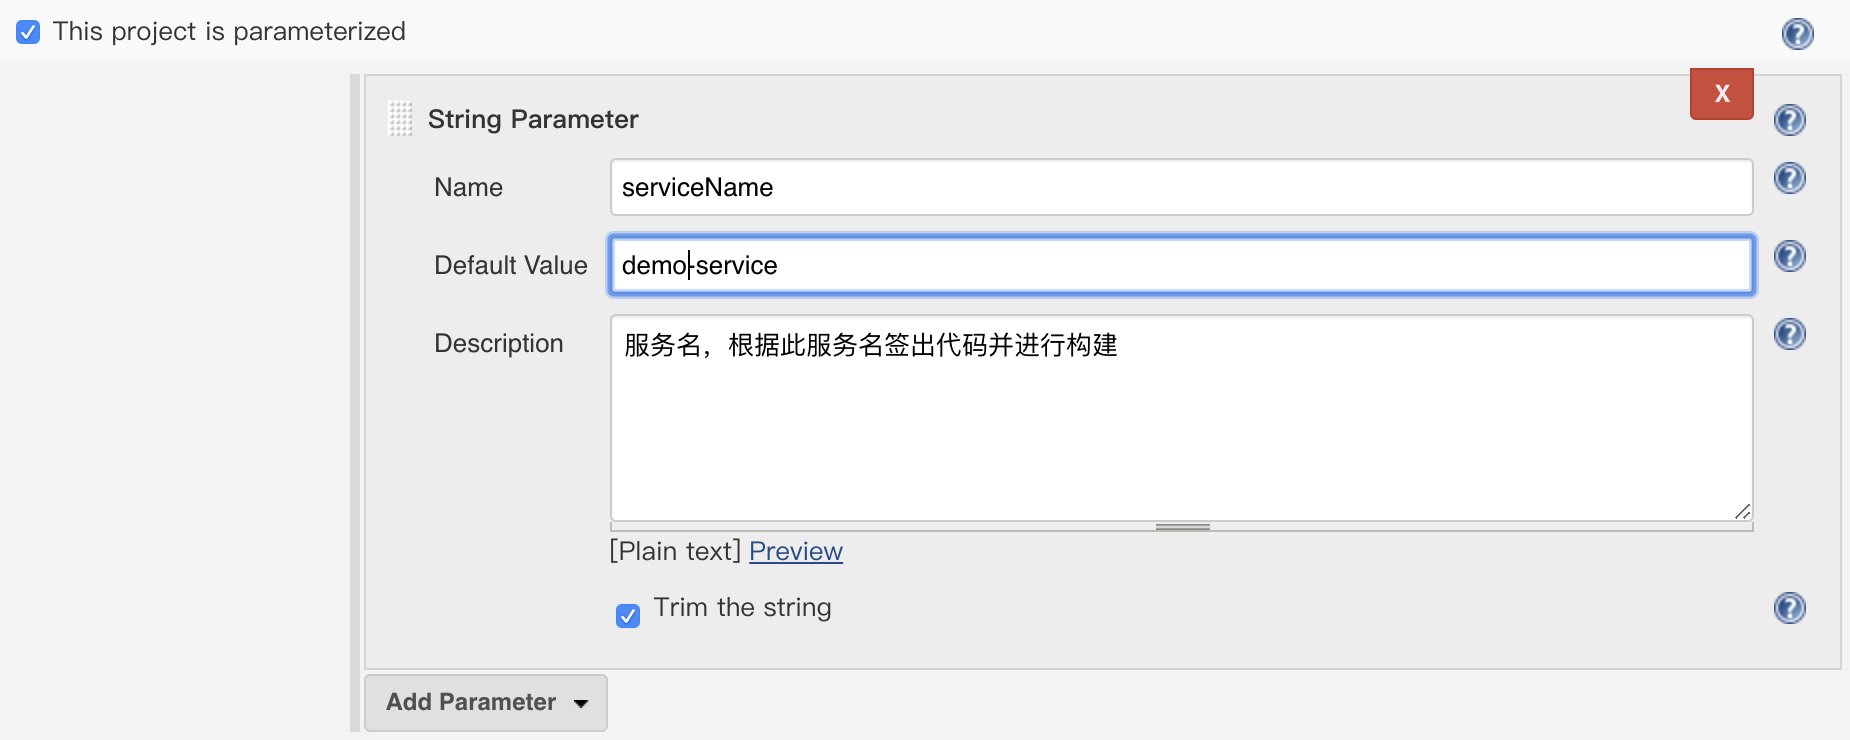 This project is parameterized
X
String Parameter
Name
serviceName
Default Value
demo-service
Description
服务名，根据此服务名签出代码并进行构建
[Plain text] Preview
Trim the string
Add Parameter